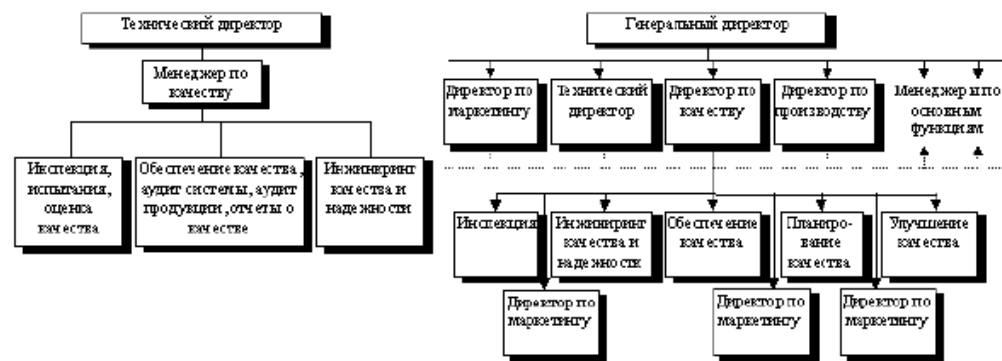 Технический директор
Менеджер по
качеству
Инспекция,
испытания,
оценка
качества
Обеспечение качества,
аудит системы, аудит
продукции, отчеты о
качестве
Инжиниринг
качества и
надежности
Генеральный директор
Директор по
маркетингу
Технический
директор
Директор по
качеству
Директор по
производству
Менеджеры по
основным
функциям
Инспекция
Инжиниринг
качества и
надежности
Обеспечение
качества
Планиро-
вание
качества
Улучшение
качества
Директор по
маркетингу
Директор по
маркетингу
Директор по
маркетингу